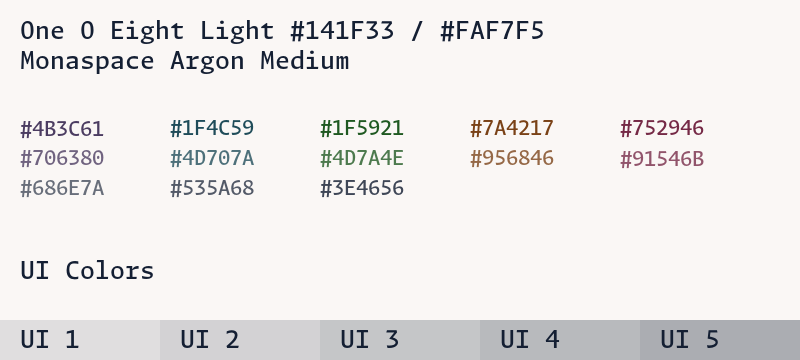 One O Eight Light #141F33 / #FAF7F5
Monaspace Argon Medium
#4B3C61 #1F4C59 #1F5921 #7A4217 #752946
#706380 #4D707A #4D7A4E #956846 #91546B
#686E7A #535A68 #3E4656
UI Colors
UI 1 UI 2 UI 3 UI 4 UI 5